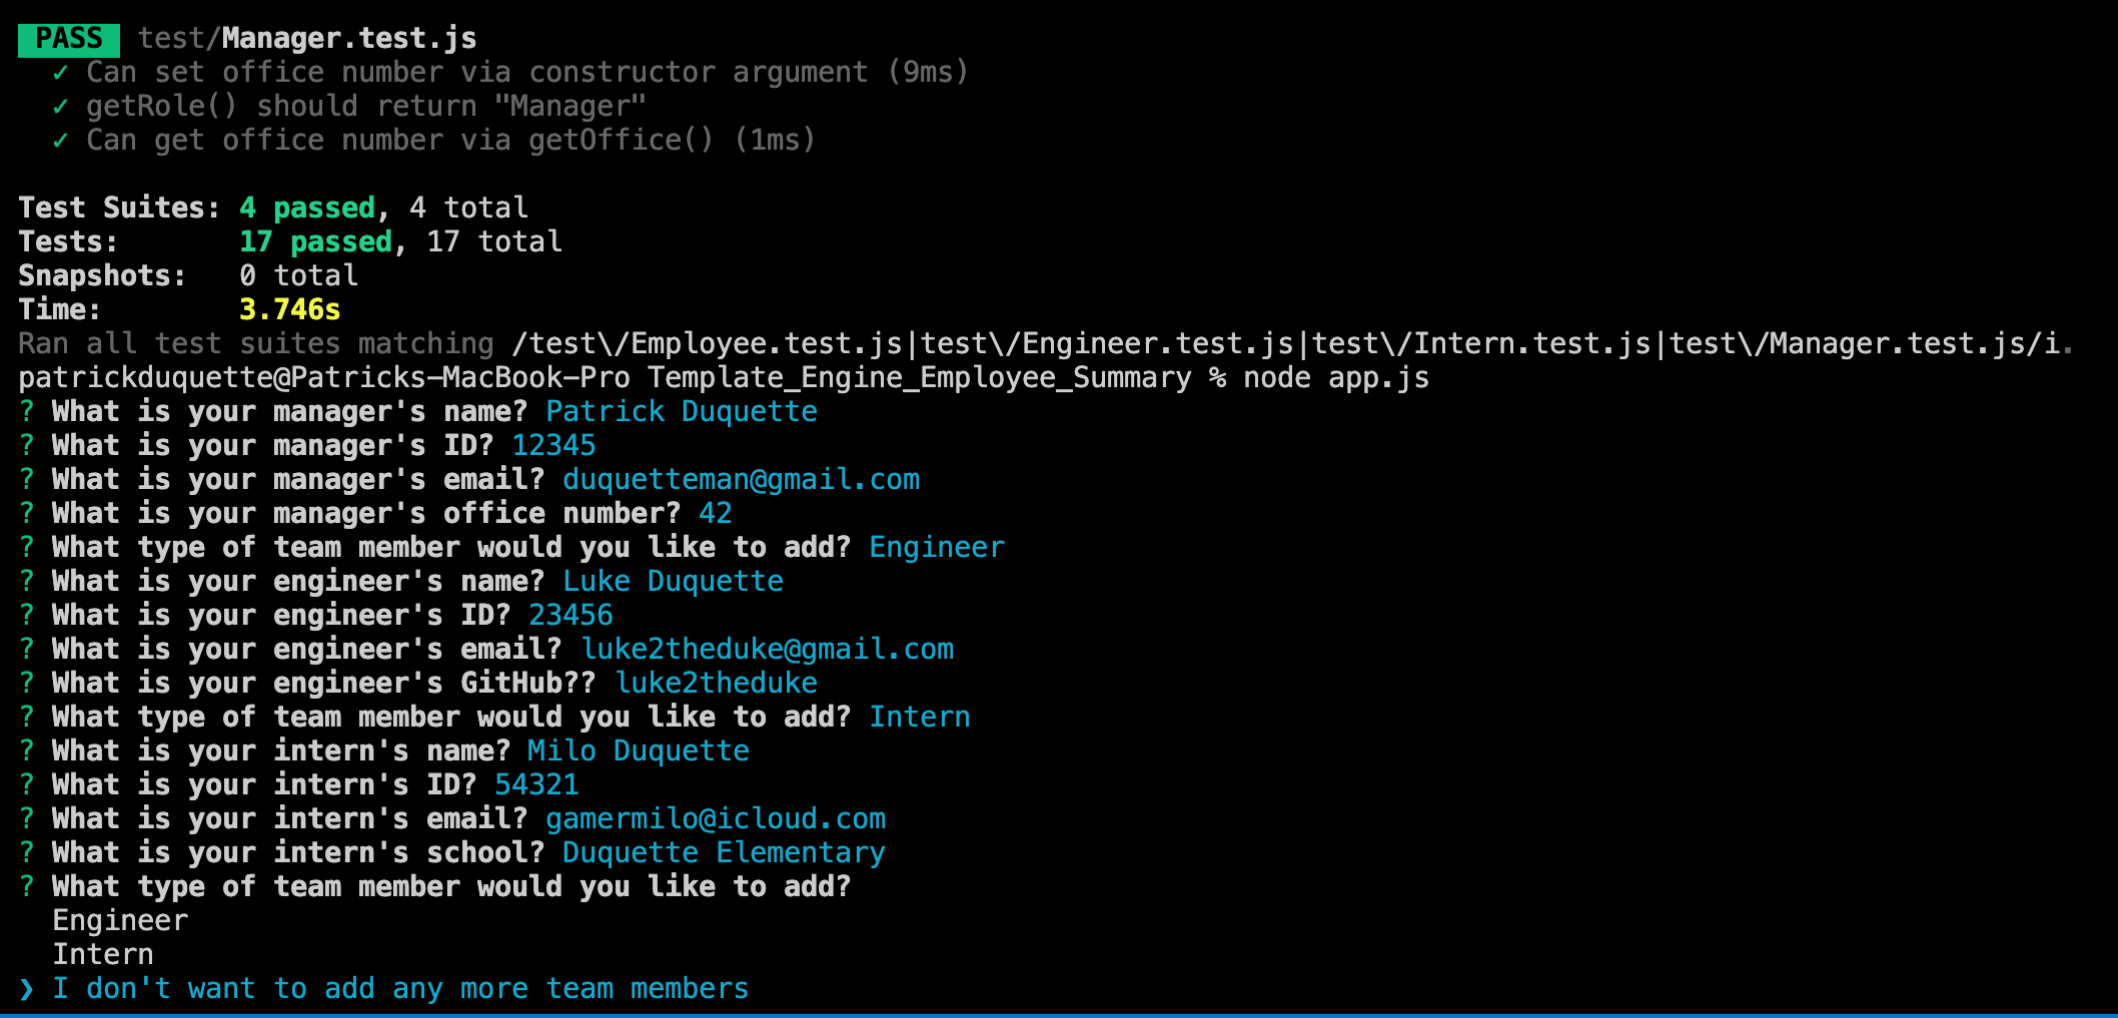 PASS test/Manager.test.js
✓ Can set office number via constructor argument (9ms)
✓ getRole() should return "Manager"
✓ Can get office number via getOffice() (1ms)
Test Suites: 4 passed, 4 total
Tests: 17 passed, 17 total
Snapshots: 0 total
Time: 3.746s
Ran all test suites matching /test\/Employee.test.js|test\/Engineer.test.js|test\/Intern.test.js|test\/Manager.test.js/i.
patrickduquette@Patricks-MacBook-Pro Template_Engine_Employee_Summary % node app.js
? What is your manager's name? Patrick Duquette
? What is your manager's ID? 12345
? What is your manager's email? duquetteman@gmail.com
? What is your manager's office number? 42
? What type of team member would you like to add? Engineer
? What is your engineer's name? Luke Duquette
? What is your engineer's ID? 23456
? What is your engineer's email? luke2theduke@gmail.com
? What is your engineer's GitHub?? luke2theduke
? What type of team member would you like to add? Intern
? What is your intern's name? Milo Duquette
? What is your intern's ID? 54321
? What is your intern's email? gamermilo@icloud.com
? What is your intern's school? Duquette Elementary
? What type of team member would you like to add?
Engineer
Intern
❯ I don't want to add any more team members